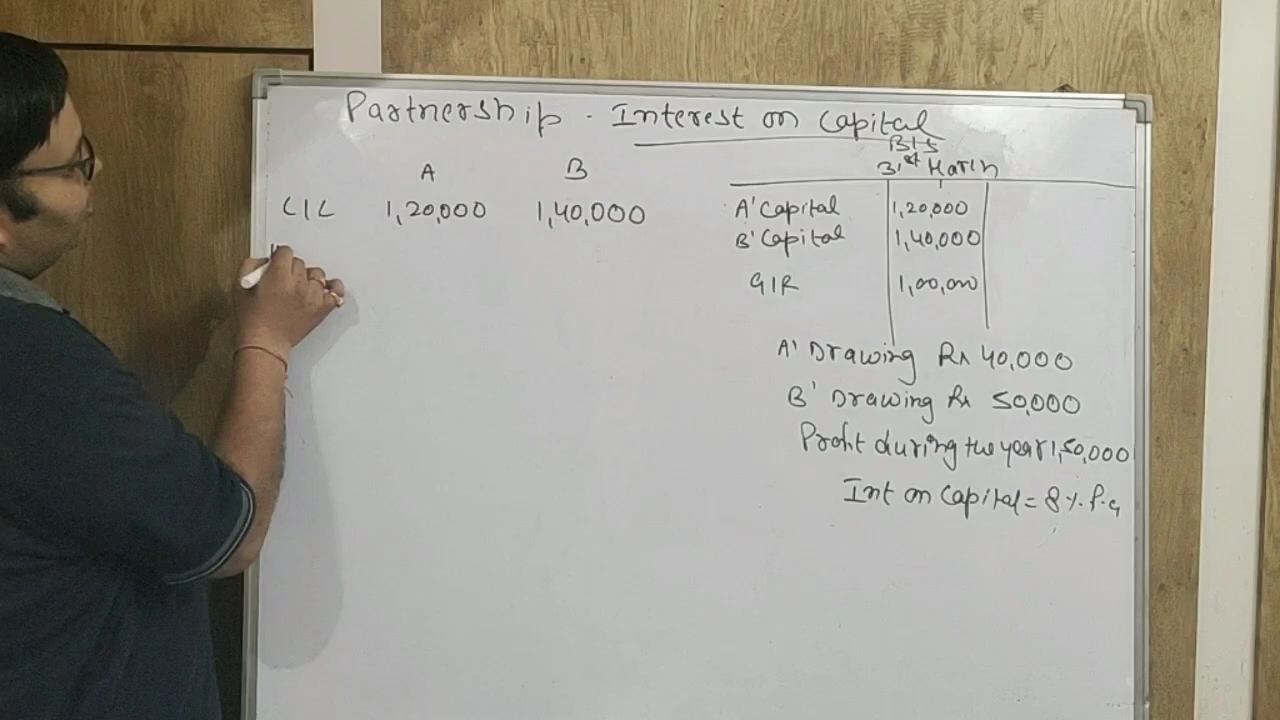 Partnership - Interest on Capital
A B
C/C 1,20,000 1,40,000
B/S
31st March
A' Capital 1,20,000
B' Capital 1,40,000
G/R 1,00,000
A' Drawing Rs 40,000
B' Drawing Rs 50,000
Profit during the year 1,50,000
Int on Capital = 8 %. P.a